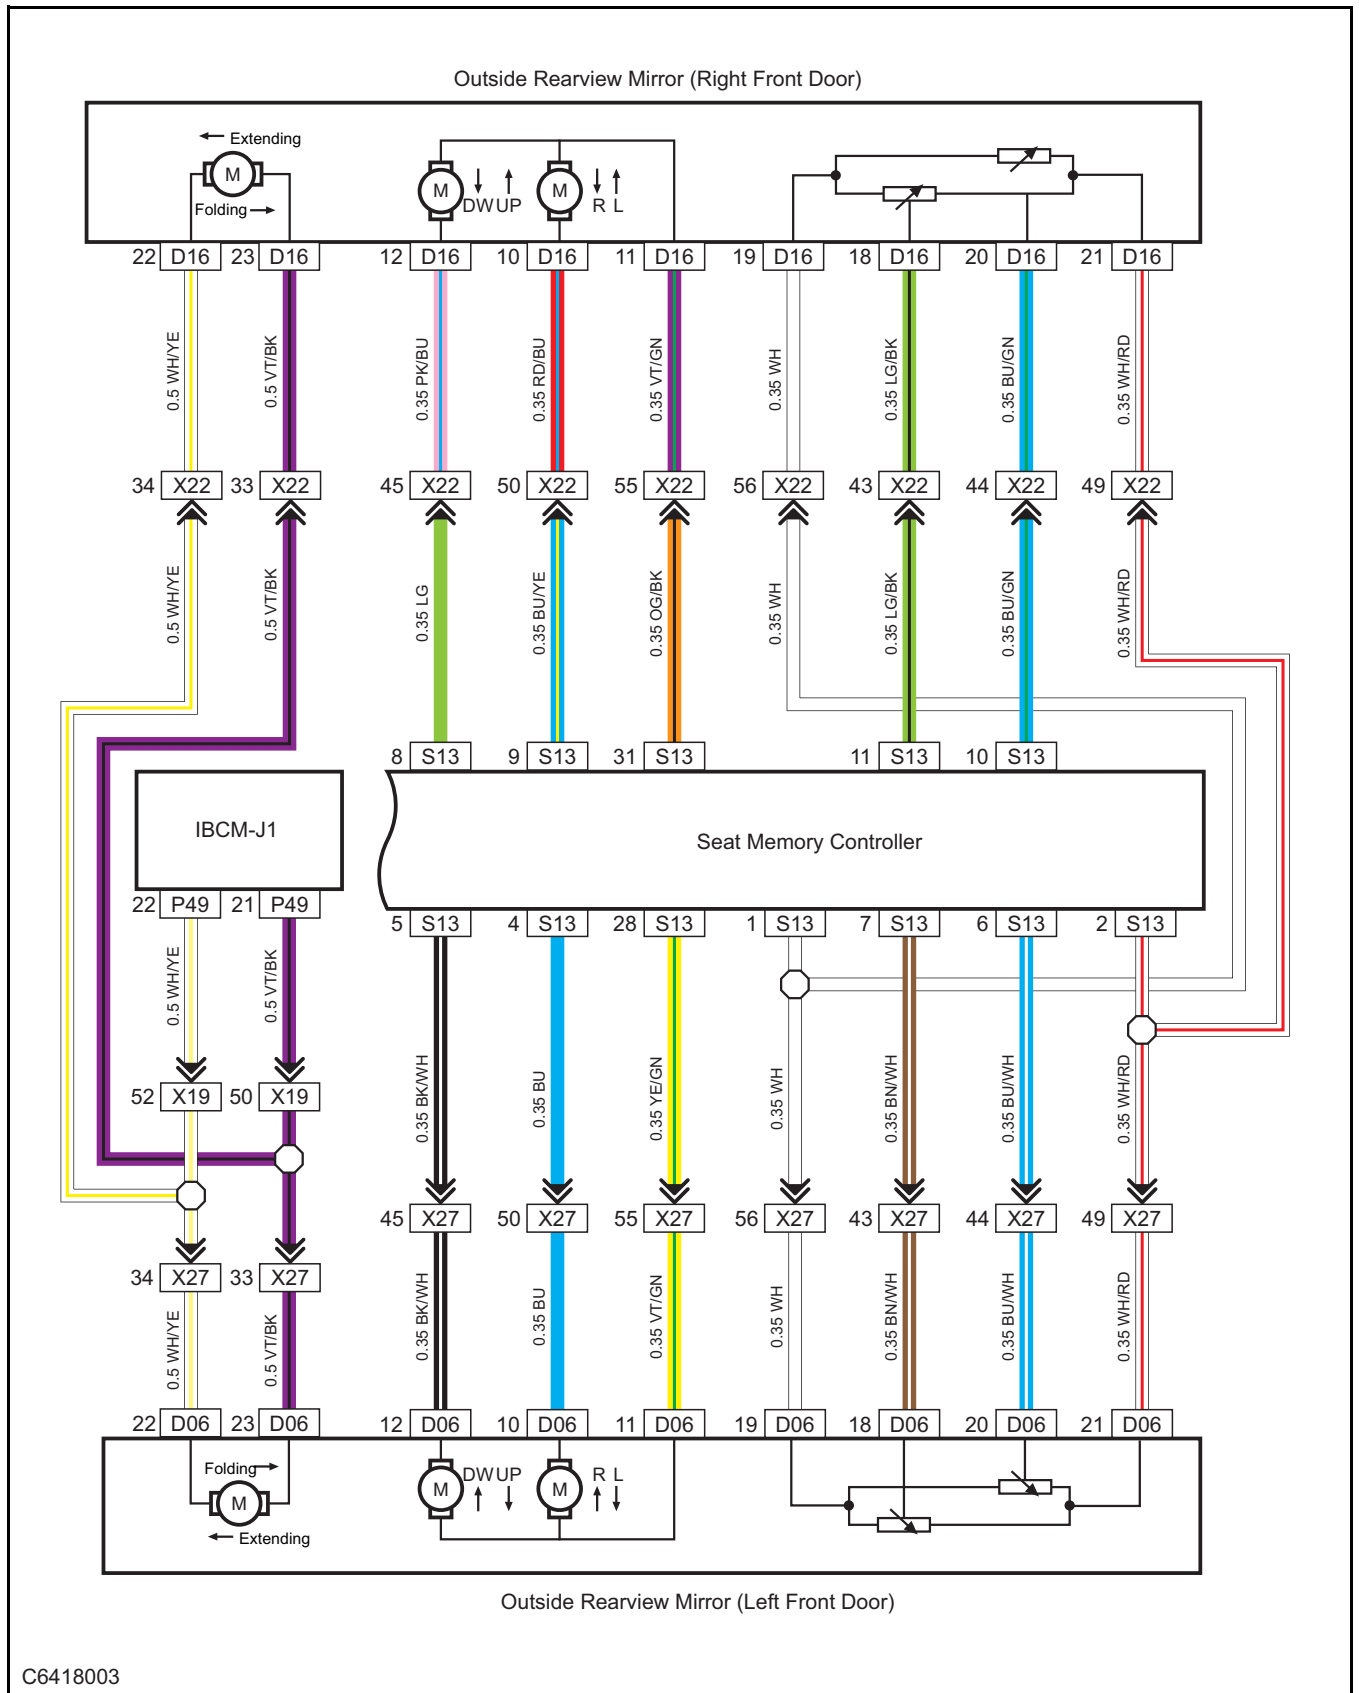 Outside Rearview Mirror (Right Front Door)
Extending
M
Folding
M
DW UP
M
R L
22 D16 23 D16 12 D16 10 D16 11 D16 19 D16 18 D16 20 D16 21 D16
0.5 WH/YE
0.5 VT/BK
0.35 PK/BU
0.35 RD/BU
0.35 VT/GN
0.35 WH
0.35 LG/BK
0.35 BU/GN
0.35 WH/RD
34 X22 33 X22 45 X22 50 X22 55 X22 56 X22 43 X22 44 X22 49 X22
0.5 WH/YE
0.5 VT/BK
0.35 LG
0.35 BU/YE
0.35 OG/BK
0.35 WH
0.35 LG/BK
0.35 BU/GN
0.35 WH/RD
8 S13 9 S13 31 S13 11 S13 10 S13
IBCM-J1
Seat Memory Controller
22 P49 21 P49
5 S13 4 S13 28 S13 1 S13 7 S13 6 S13 2 S13
0.5 WH/YE
0.5 VT/BK
0.35 BK/WH
0.35 BU
0.35 YE/GN
0.35 WH
0.35 BN/WH
0.35 BU/WH
0.35 WH/RD
52 X19 50 X19
45 X27 50 X27 55 X27 56 X27 43 X27 44 X27 49 X27
34 X27 33 X27
0.5 WH/YE
0.5 VT/BK
0.35 BK/WH
0.35 BU
0.35 VT/GN
0.35 WH
0.35 BN/WH
0.35 BU/WH
0.35 WH/RD
22 D06 23 D06 12 D06 10 D06 11 D06 19 D06 18 D06 20 D06 21 D06
Folding
M
Extending
M
DW UP
M
R L
Outside Rearview Mirror (Left Front Door)
C6418003